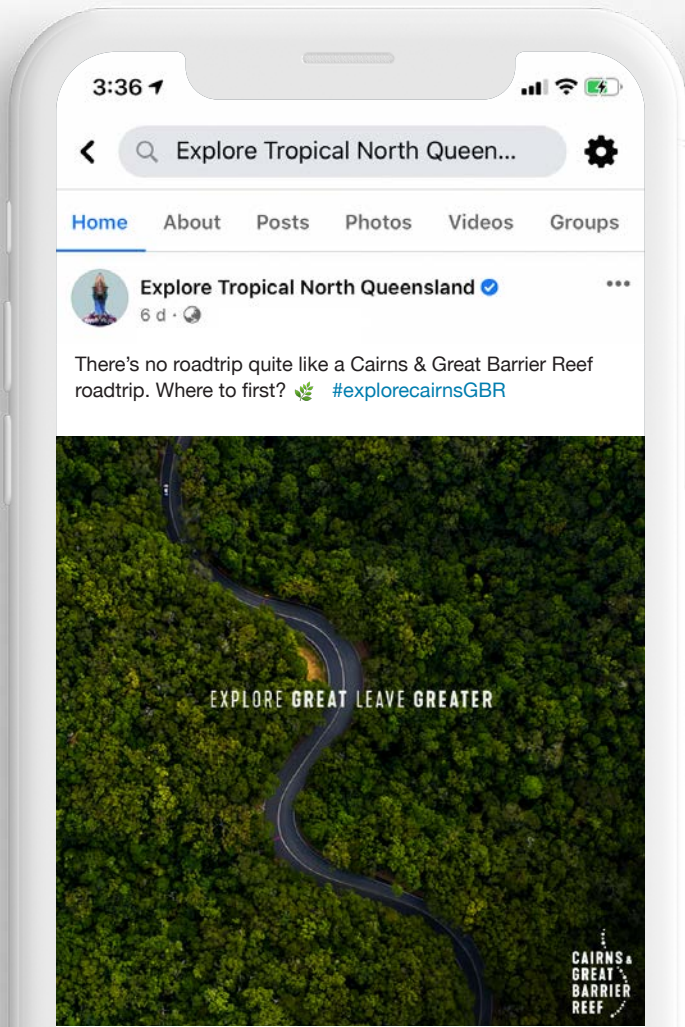 3:36
Explore Tropical North Queen...
Home About Posts Photos Videos Groups
Explore Tropical North Queensland
6 d ·
There’s no roadtrip quite like a Cairns & Great Barrier Reef
roadtrip. Where to first? 🌿 #explorecairnsGBR
EXPLORE GREAT LEAVE GREATER
CAIRNS &
GREAT
BARRIER
REEF